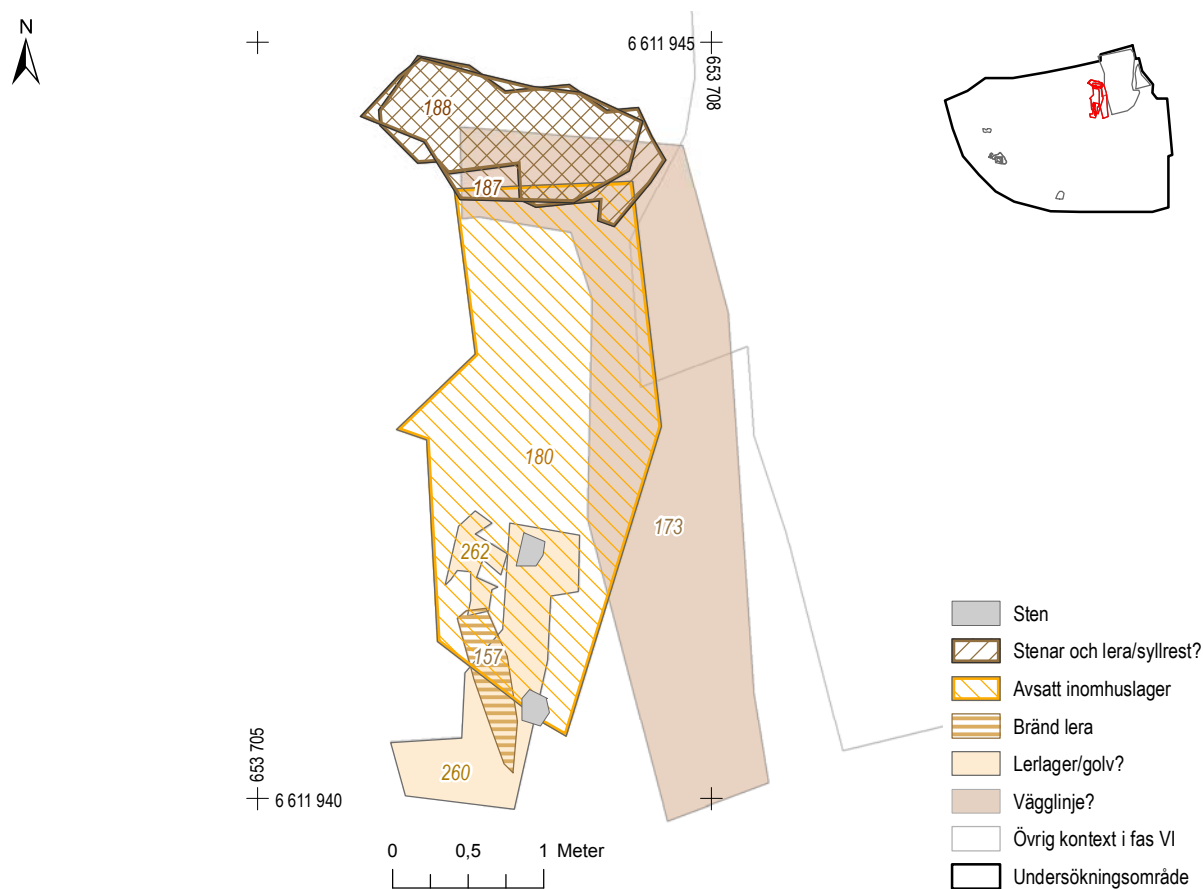 N
6 611 945
653 708
188
187
180
173
262
157
260
653 705
6 611 940
0 0,5 1 Meter
Sten
Stenar och lera/syllrest?
Avsatt inomhuslager
Bränd lera
Lerlager/golv?
Vägglinje?
Övrig kontext i fas VI
Undersökningsområde